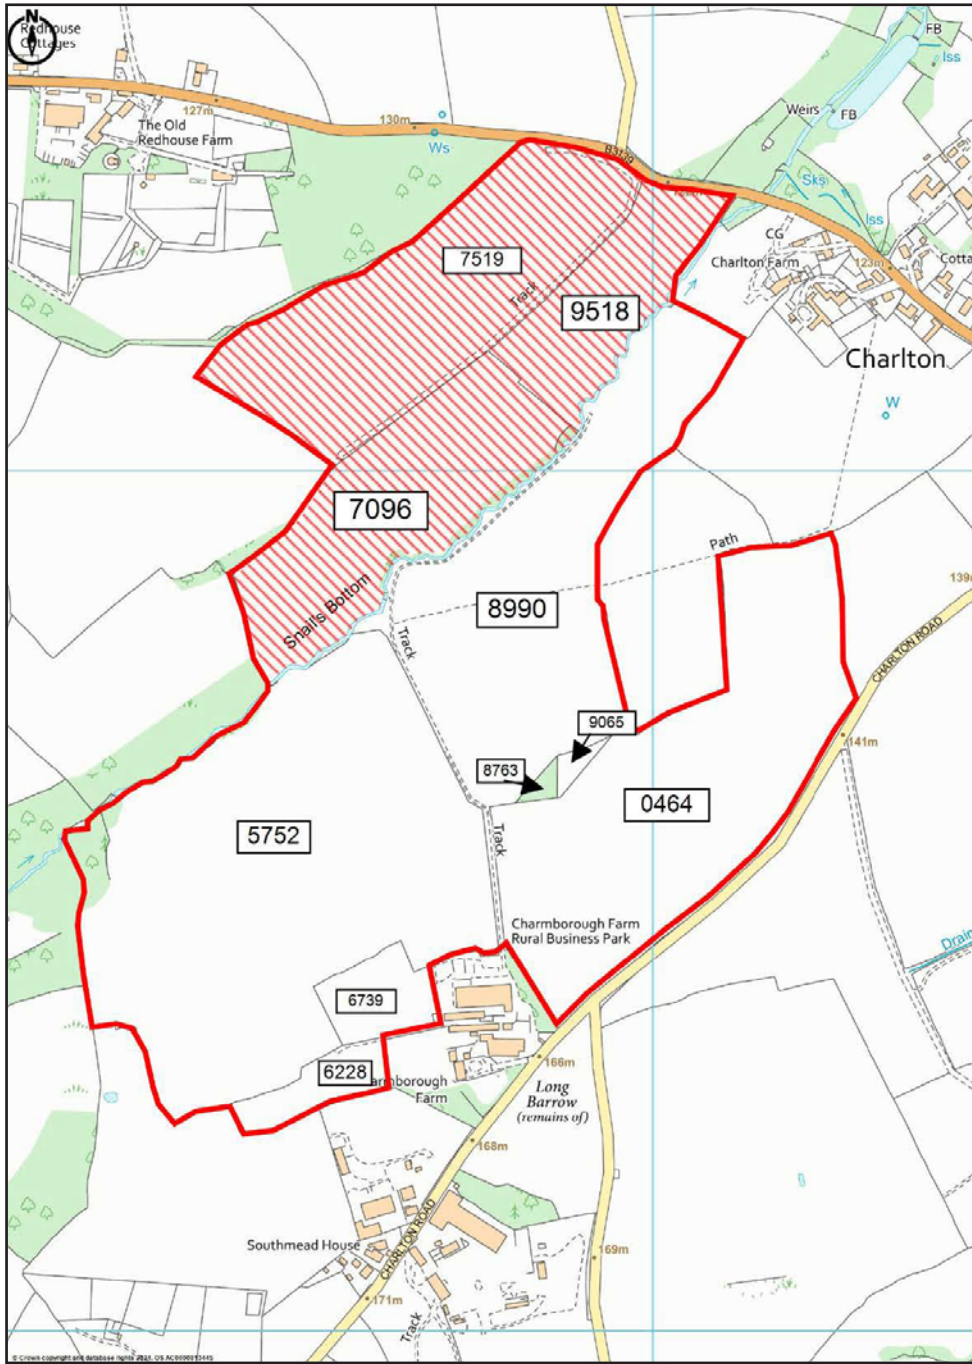 N
Redhouse
Cottages
FB
Iss
127m
130m
Weirs
FB
The Old
Redhouse Farm
Ws
B3139
Sks
Iss
7519
CG
Charlton Farm
123m
Track
9518
Charlton
W
7096
Path
139m
Snail's Bottom
8990
Track
CHARLTON ROAD
9065
141m
8763
0464
5752
Track
Charmborough Farm
Rural Business Park
Drain
6739
166m
6228
Farm
Long
Barrow
(remains of)
168m
CHARLTON ROAD
Southmead House
169m
171m
Track